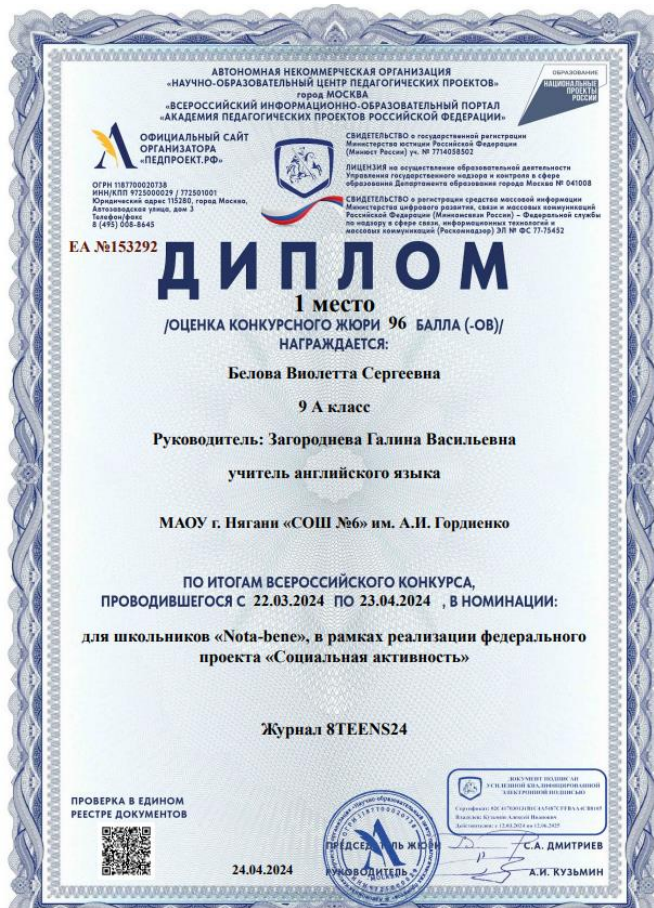 АВТОНОМНАЯ НЕКОММЕРЧЕСКАЯ ОРГАНИЗАЦИЯ
«НАУЧНО-ОБРАЗОВАТЕЛЬНЫЙ ЦЕНТР ПЕДАГОГИЧЕСКИХ ПРОЕКТОВ»
город МОСКВА
«ВСЕРОССИЙСКИЙ ИНФОРМАЦИОННО-ОБРАЗОВАТЕЛЬНЫЙ ПОРТАЛ
«АКАДЕМИЯ ПЕДАГОГИЧЕСКИХ ПРОЕКТОВ РОССИЙСКОЙ ФЕДЕРАЦИИ»
ОБРАЗОВАНИЕ
НАЦИОНАЛЬНЫЕ
ПРОЕКТЫ
РОССИИ
ОФИЦИАЛЬНЫЙ САЙТ
ОРГАНИЗАТОРА
«ПЕДПРОЕКТ.РФ»
ОГРН 1187700020738
ИНН/КПП 9725000029 / 772501001
Юридический адрес 115280, город Москва,
Автозаводская улица, дом 3
Телефон/факс
8 (495) 008-8645
СВИДЕТЕЛЬСТВО о государственной регистрации
Министерства юстиции Российской Федерации
(Минюст России) уч. № 7714058502
ЛИЦЕНЗИЯ на осуществление образовательной деятельности
Управления государственного надзора и контроля в сфере
образования Департамента образования города Москвы № 041008
СВИДЕТЕЛЬСТВО о регистрации средства массовой информации
Министерства цифрового развития, связи и массовых коммуникаций
Российской Федерации (Минкомсвязи России) – Федеральной службы
по надзору в сфере связи, информационных технологий и
массовых коммуникаций (Роскомнадзор) ЭЛ № ФС 77-75452
ЕА №153292
ДИПЛОМ
1 место
/ОЦЕНКА КОНКУРСНОГО ЖЮРИ 96 БАЛЛА (-ОВ)/
НАГРАЖДАЕТСЯ:
Белова Виолетта Сергеевна
9 А класс
Руководитель: Загороднева Галина Васильевна
учитель английского языка
МАОУ г. Нягани «СОШ №6» им. А.И. Гордиенко
ПО ИТОГАМ ВСЕРОССИЙСКОГО КОНКУРСА,
ПРОВОДИВШЕГОСЯ С 22.03.2024 ПО 23.04.2024 , В НОМИНАЦИИ:
для школьников «Nota-bene», в рамках реализации федерального
проекта «Социальная активность»
Журнал 8TEENS24
ПРОВЕРКА В ЕДИНОМ
РЕЕСТРЕ ДОКУМЕНТОВ
ДОКУМЕНТ ПОДПИСАН
УСИЛЕННОЙ КВАЛИФИЦИРОВАННОЙ
ЭЛЕКТРОННОЙ ПОДПИСЬЮ
Владелец: Кузьмин Алексей Иванович
ПРЕДСЕДАТЕЛЬ ЖЮРИ
С.А. ДМИТРИЕВ
24.04.2024
РУКОВОДИТЕЛЬ
А.И. КУЗЬМИН